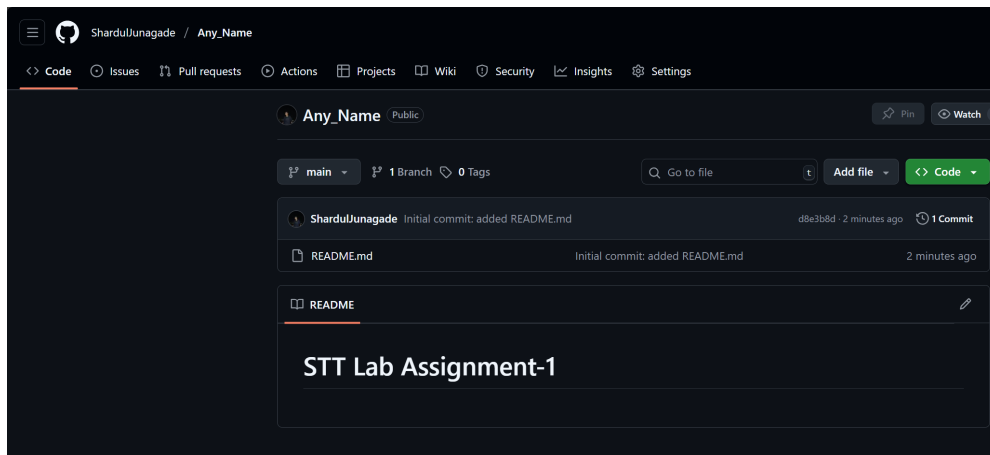 ShardulJunagade / Any_Name
Code Issues Pull requests Actions Projects Wiki Security Insights Settings
Any_Name Public Pin Watch
main 1 Branch 0 Tags Go to file t Add file Code
ShardulJunagade Initial commit: added README.md d8e3b8d · 2 minutes ago 1 Commit
README.md Initial commit: added README.md 2 minutes ago
README
STT Lab Assignment-1